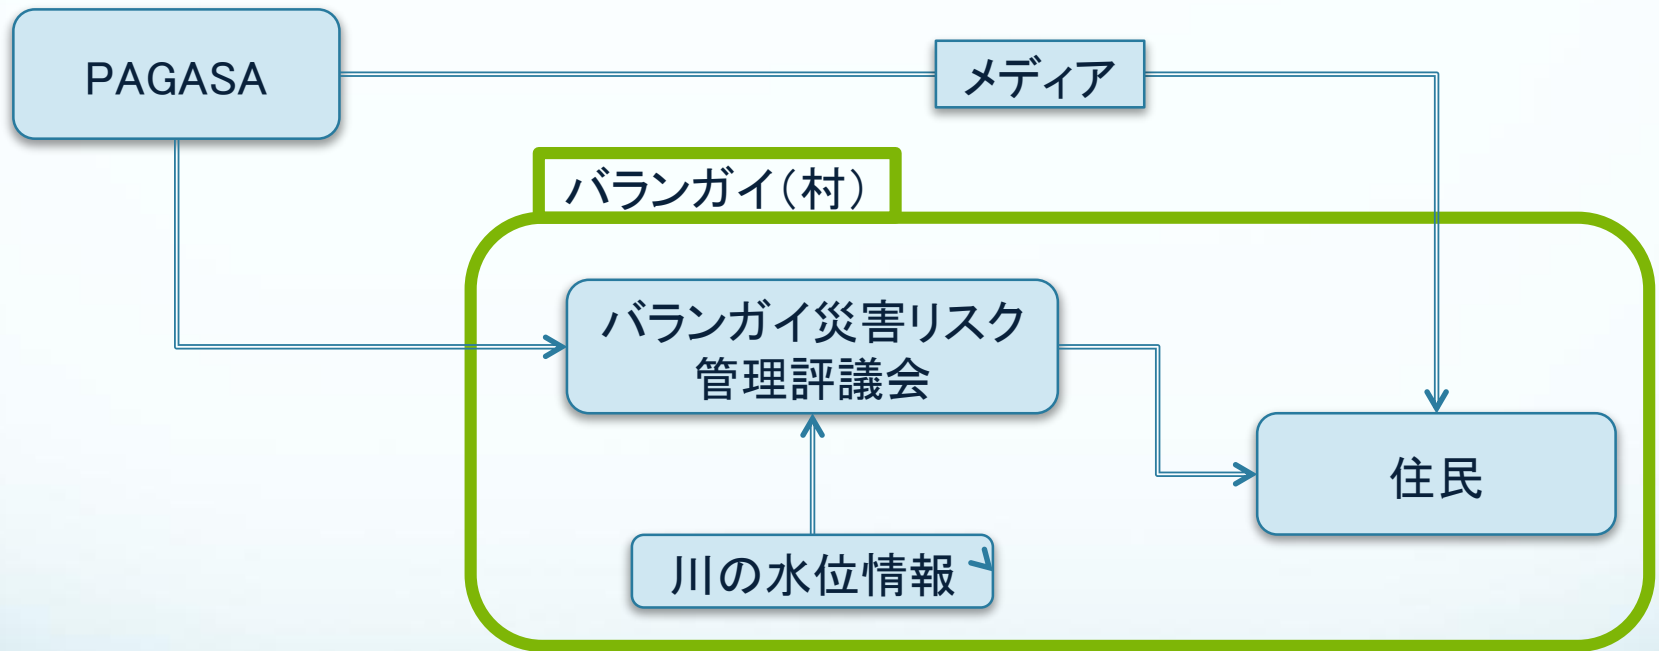 PAGASA
メディア
バランガイ（村）
バランガイ災害リスク
管理評議会
住民
川の水位情報